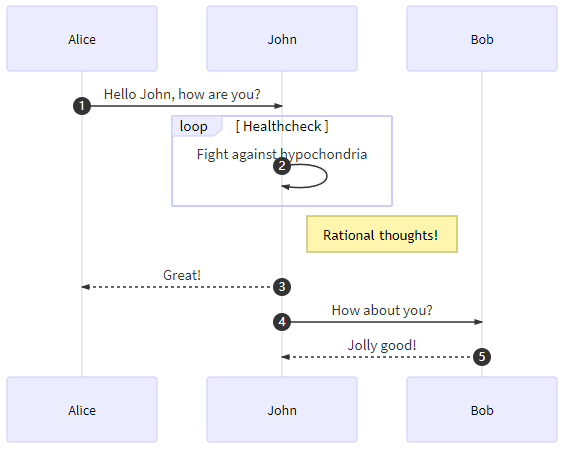 Alice
John
Bob
Hello John, how are you?
1
loop
[ Healthcheck ]
Fight against hypochondria
2
Rational thoughts!
Great!
3
How about you?
4
Jolly good!
5
Alice
John
Bob